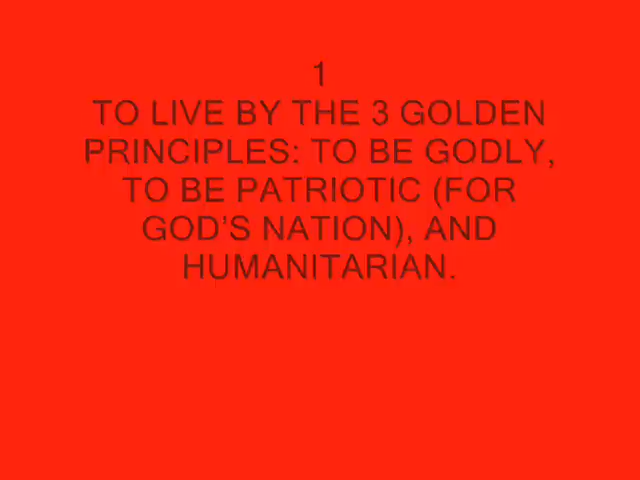 1
TO LIVE BY THE 3 GOLDEN
PRINCIPLES: TO BE GODLY,
TO BE PATRIOTIC (FOR
GOD’S NATION), AND
HUMANITARIAN.